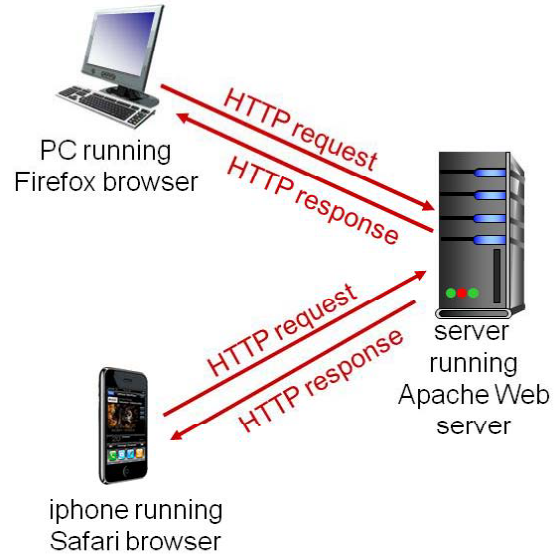 HTTP request
HTTP response
PC running
Firefox browser
HTTP request
HTTP response
server
running
Apache Web
server
iphone running
Safari browser